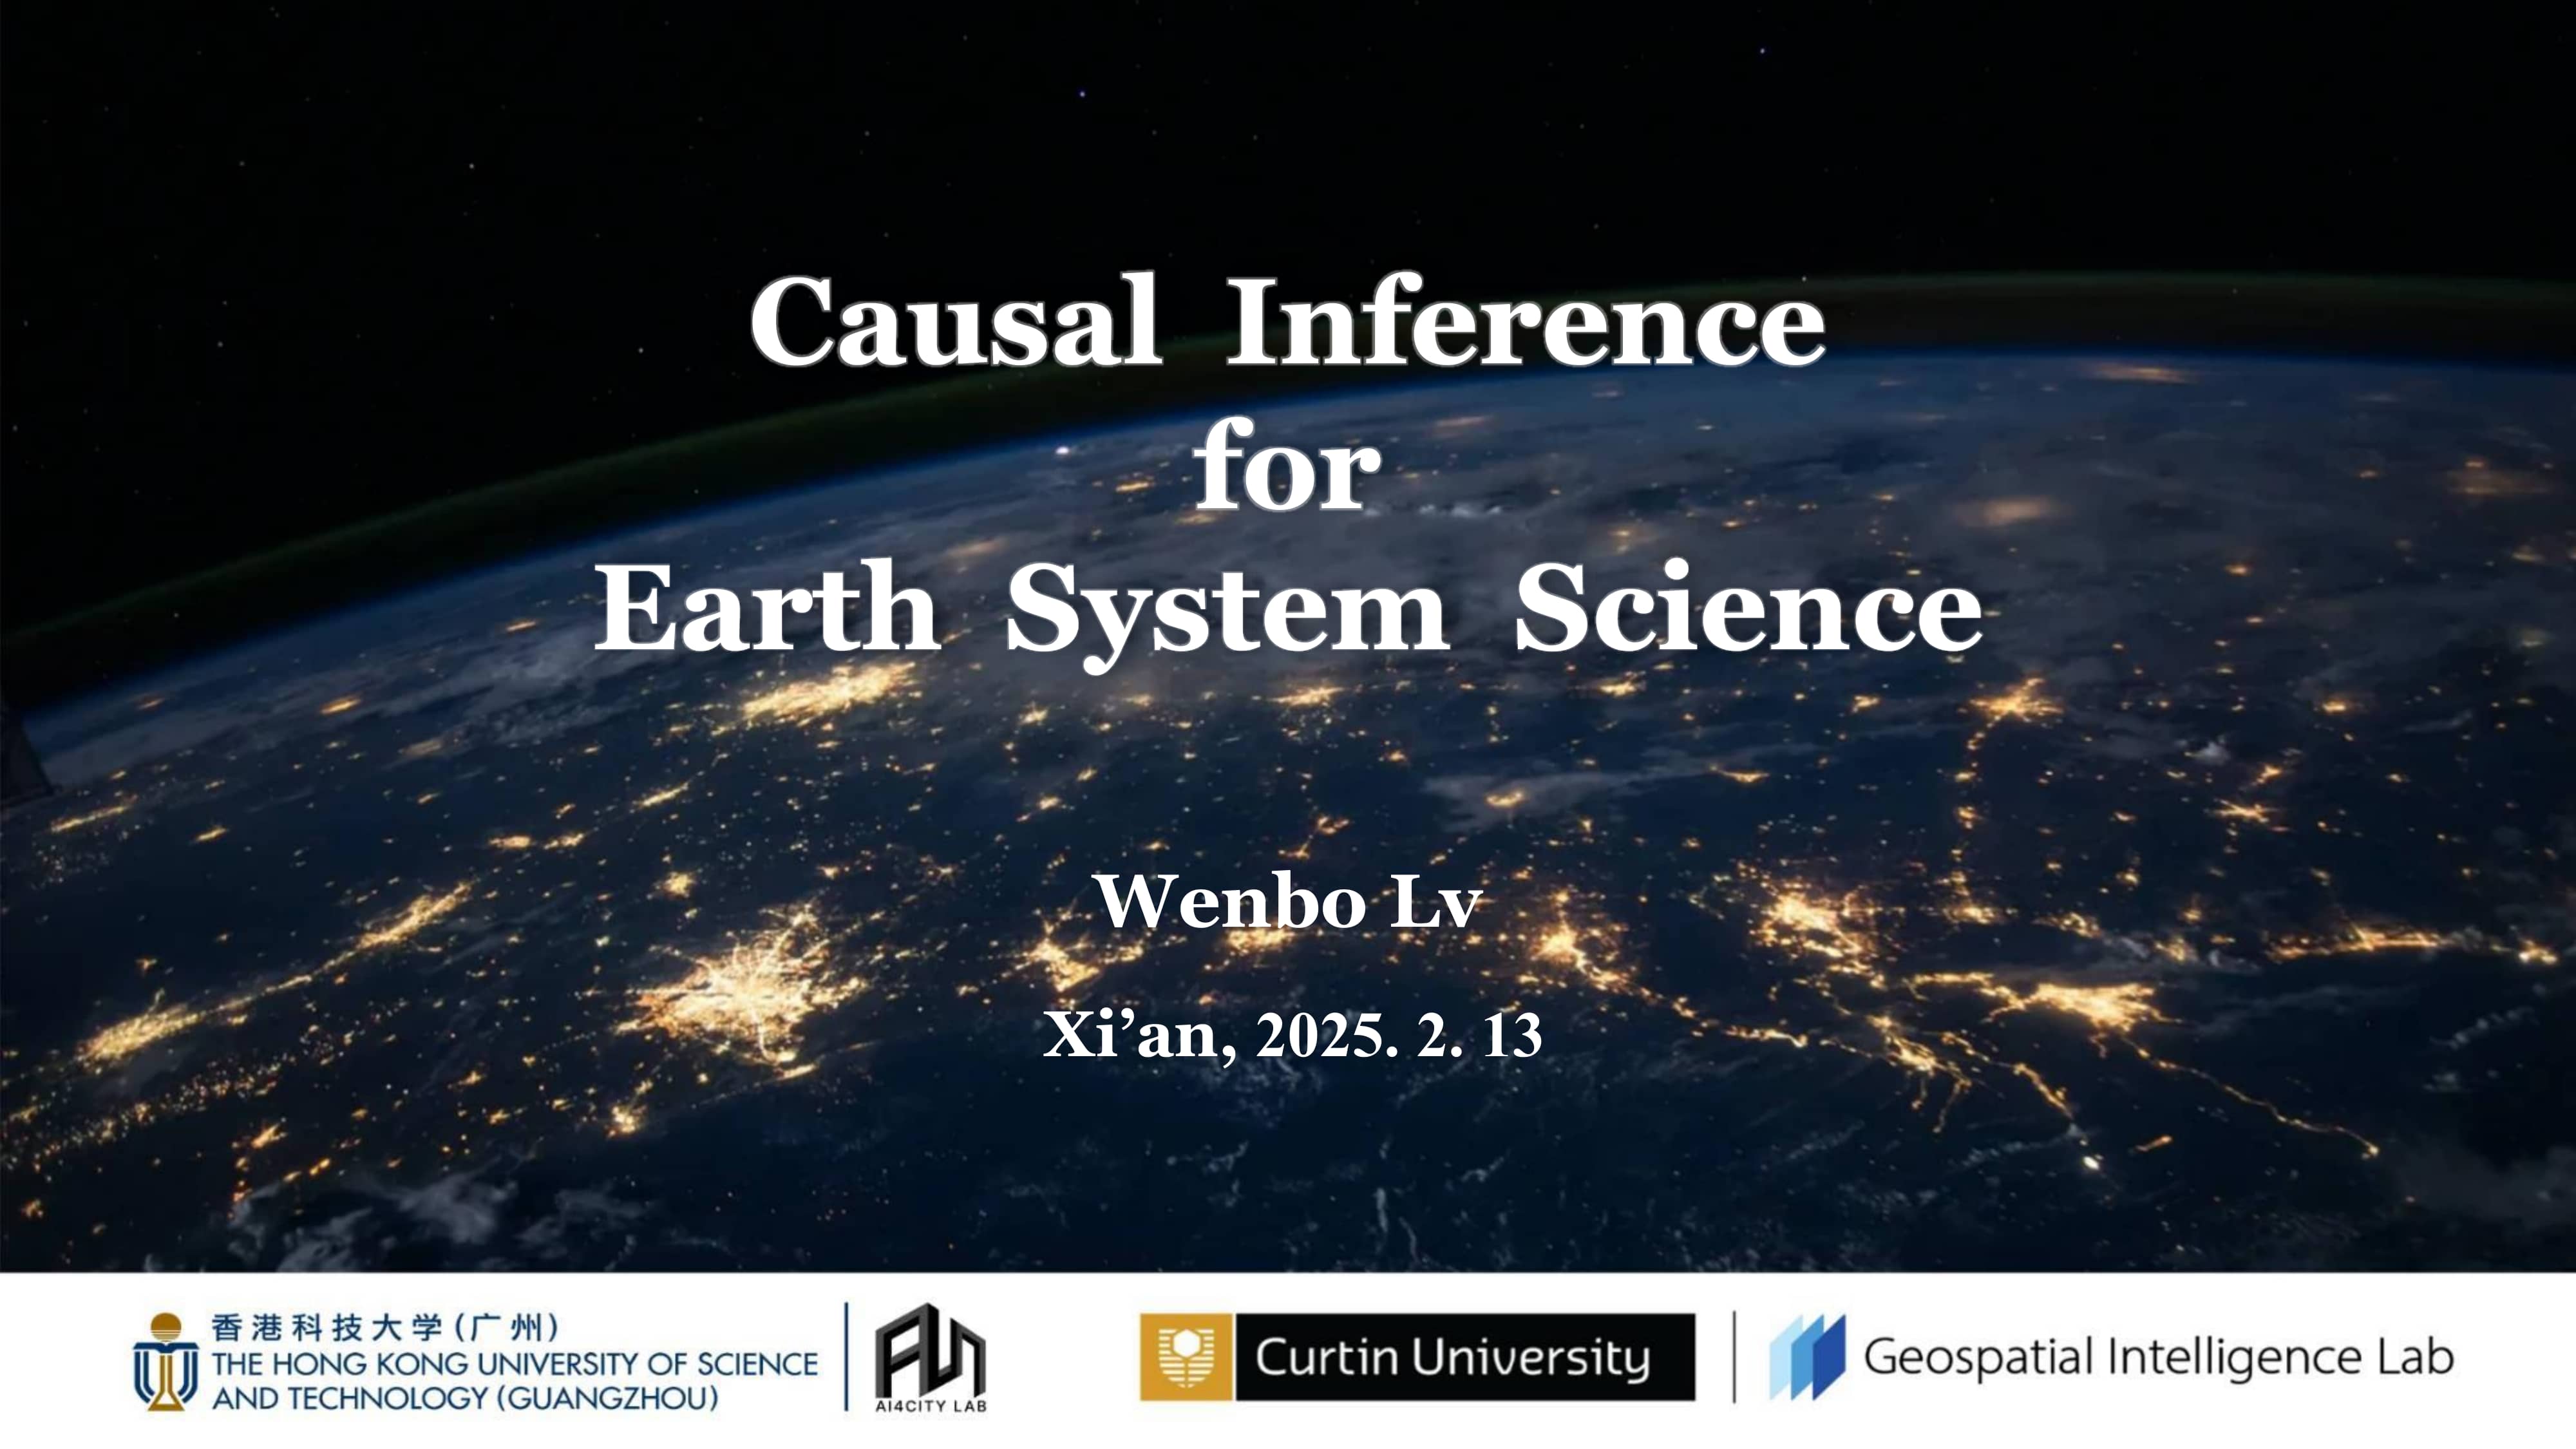 Causal Inference
for
Earth System Science
Wenbo Lv
Xi’an, 2025. 2. 13
香港科技大学(广州)
THE HONG KONG UNIVERSITY OF SCIENCE
AND TECHNOLOGY (GUANGZHOU)
AI4CITY LAB
Curtin University
Geospatial Intelligence Lab